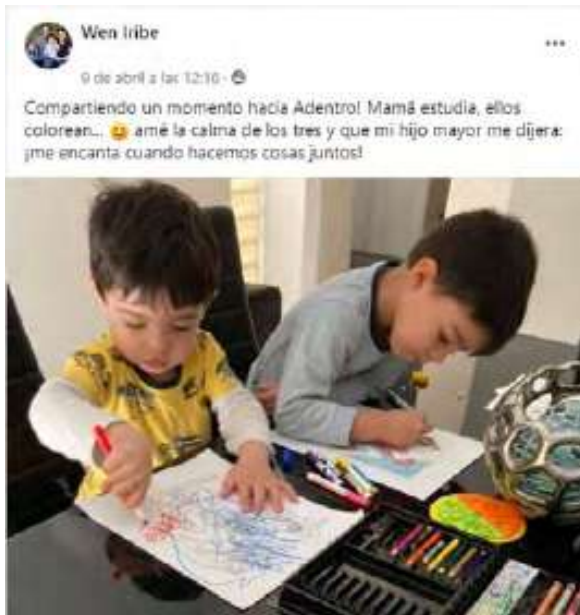 Wen Iribe
9 de abril a las 12:16
Compartiendo un momento hacia Adentro! Mamá estudia, ellos
colorean... 😄 amé la calma de los tres y que mi hijo mayor me dijera:
¡me encanta cuando hacemos cosas juntos!